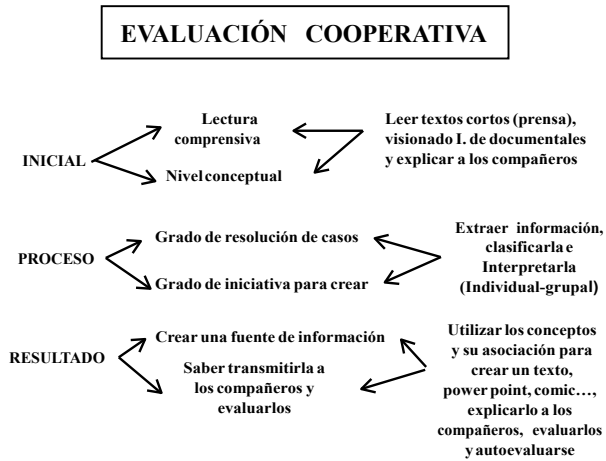 EVALUACIÓN COOPERATIVA
INICIAL
Lectura
comprensiva
Nivel conceptual
Leer textos cortos (prensa),
visionado I. de documentales
y explicar a los compañeros
PROCESO
Grado de resolución de casos
Grado de iniciativa para crear
Extraer información,
clasificarla e
Interpretarla
(Individual-grupal)
RESULTADO
Crear una fuente de información
Saber transmitirla a
los compañeros y
evaluarlos
Utilizar los conceptos
y su asociación para
crear un texto,
power point, comic…,
explicarlo a los
compañeros, evaluarlos
y autoevaluarse